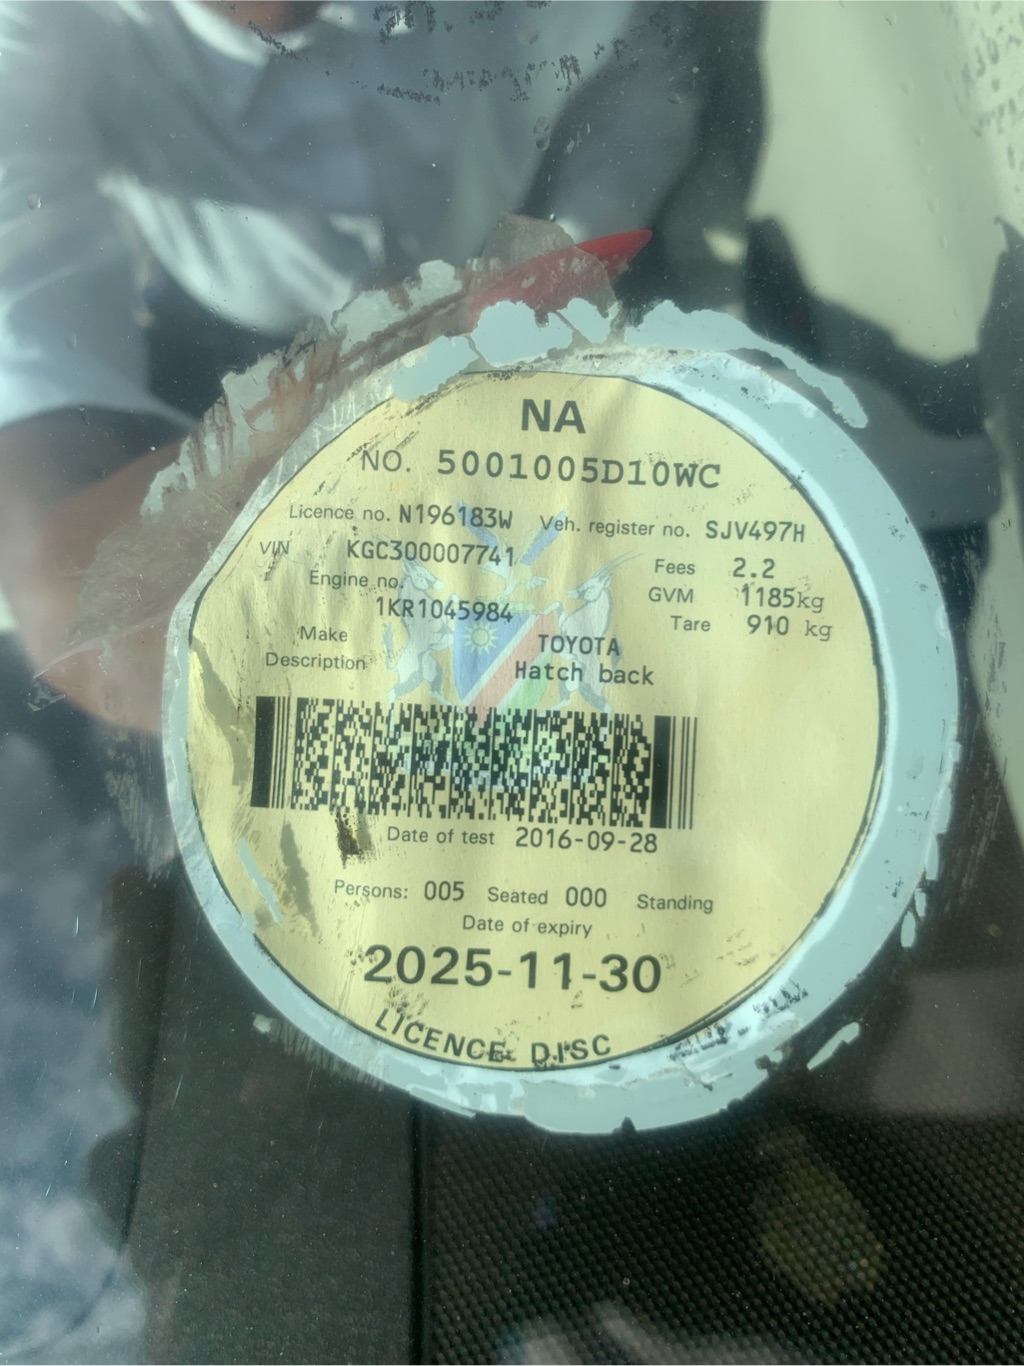 NA
NO. 5001005D10WC
Licence no. N196183W Veh. register no. SJV497H
VIN KGC300007741 Fees 2.2
Engine no. GVM 1185kg
1KR1045984 Tare 910 kg
Make TOYOTA
Description Hatch back
Date of test 2016-09-28
Persons: 005 Seated 000 Standing
Date of expiry
2025-11-30
LICENCE DISC